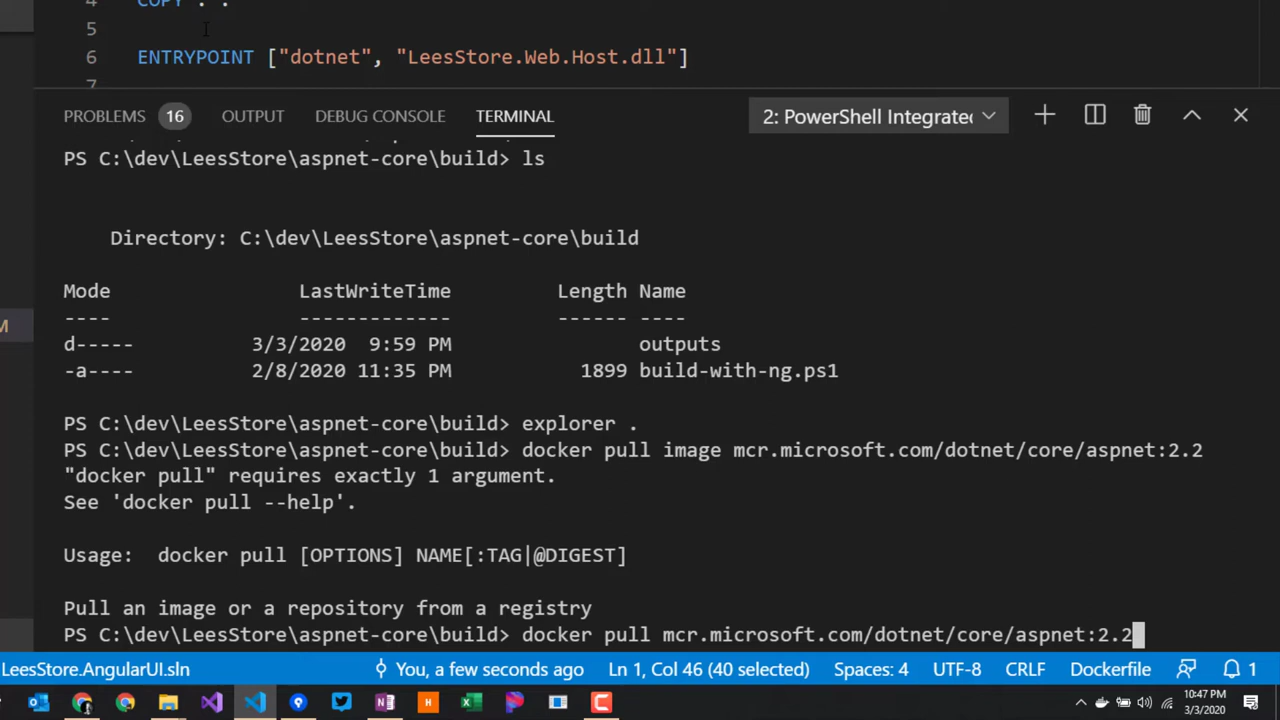 4 COPY . .
5
6 ENTRYPOINT ["dotnet", "LeesStore.Web.Host.dll"]
7
PROBLEMS 16 OUTPUT DEBUG CONSOLE TERMINAL 2: PowerShell Integrated
PS C:\dev\LeesStore\aspnet-core\build> ls
Directory: C:\dev\LeesStore\aspnet-core\build
Mode LastWriteTime Length Name
---- ------------- ------ ----
d----- 3/3/2020 9:59 PM outputs
-a---- 2/8/2020 11:35 PM 1899 build-with-ng.ps1
PS C:\dev\LeesStore\aspnet-core\build> explorer .
PS C:\dev\LeesStore\aspnet-core\build> docker pull image mcr.microsoft.com/dotnet/core/aspnet:2.2
"docker pull" requires exactly 1 argument.
See 'docker pull --help'.
Usage:  docker pull [OPTIONS] NAME[:TAG|@DIGEST]
Pull an image or a repository from a registry
M
PS C:\dev\LeesStore\aspnet-core\build> docker pull mcr.microsoft.com/dotnet/core/aspnet:2.2
LeesStore.AngularUI.sln You, a few seconds ago Ln 1, Col 46 (40 selected) Spaces: 4 UTF-8 CRLF Dockerfile 1
10:47 PM
3/3/2020